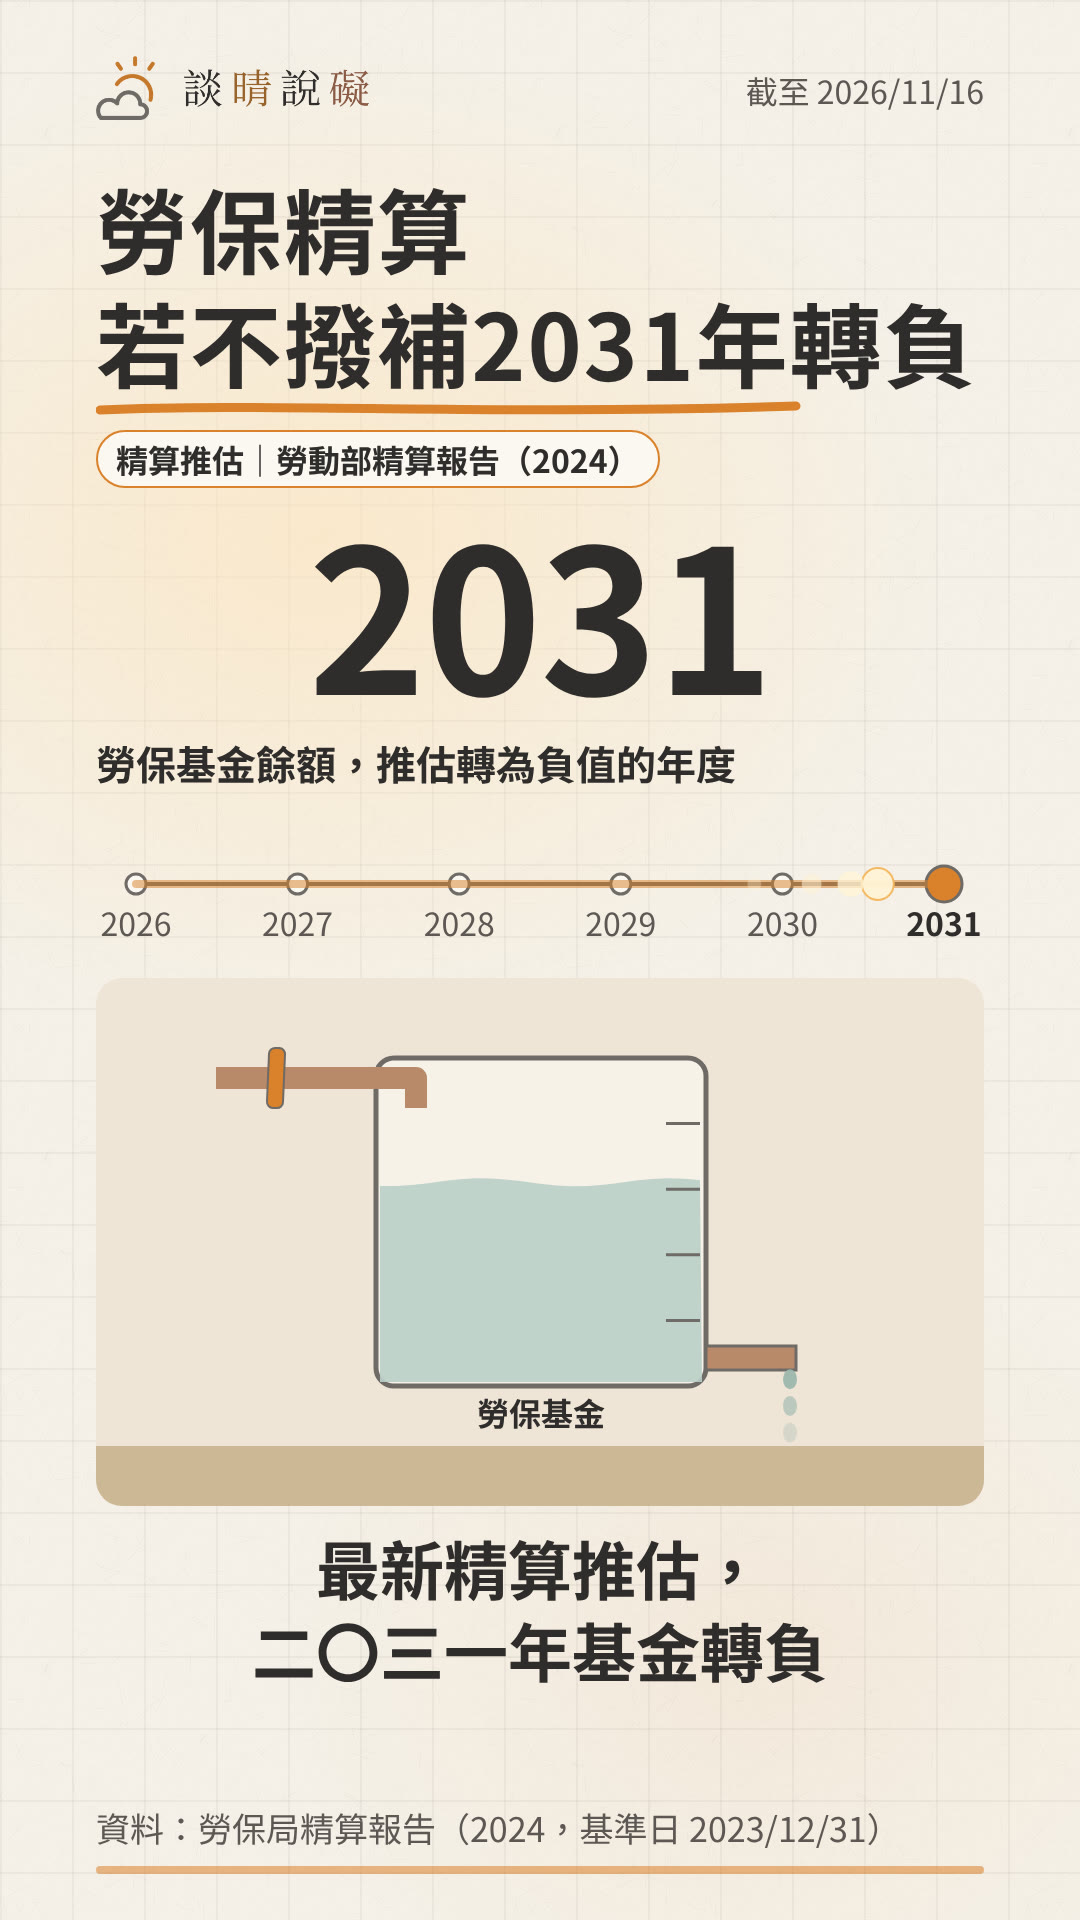 談晴說礙
截至 2026/11/16
勞保精算
若不撥補2031年轉負
精算推估｜勞動部精算報告（2024）
2031
勞保基金餘額，推估轉為負值的年度
2026 2027 2028 2029 2030 2031
勞保基金
最新精算推估，
二〇三一年基金轉負
資料：勞保局精算報告（2024，基準日 2023/12/31）